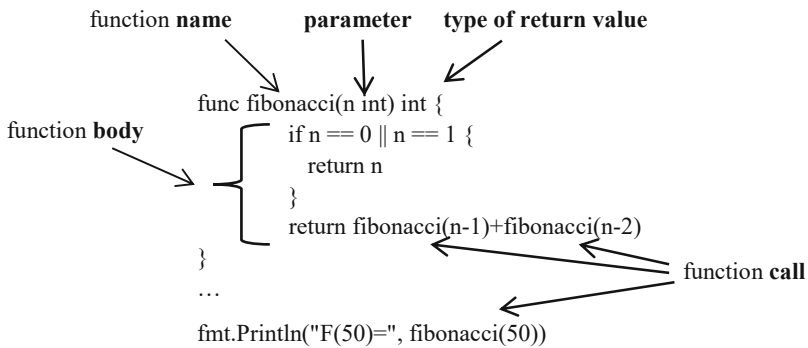 function name parameter type of return value
func fibonacci(n int) int {
function body
if n == 0 || n == 1 {
return n
}
return fibonacci(n-1)+fibonacci(n-2)
}
function call
…
fmt.Println("F(50)=", fibonacci(50))